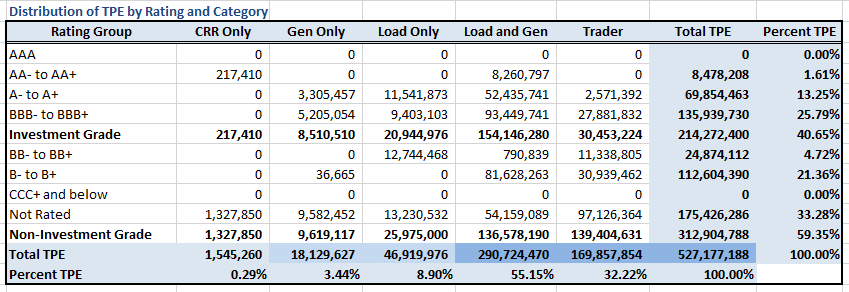 Distribution of TPE by Rating and Category
Rating Group CRR Only Gen Only Load Only Load and Gen Trader Total TPE Percent TPE
AAA 0 0 0 0 0 0 0.00%
AA- to AA+ 217,410 0 0 8,260,797 0 8,478,208 1.61%
A- to A+ 0 3,305,457 11,541,873 52,435,741 2,571,392 69,854,463 13.25%
BBB- to BBB+ 0 5,205,054 9,403,103 93,449,741 27,881,832 135,939,730 25.79%
Investment Grade 217,410 8,510,510 20,944,976 154,146,280 30,453,224 214,272,400 40.65%
BB- to BB+ 0 0 12,744,468 790,839 11,338,805 24,874,112 4.72%
B- to B+ 0 36,665 0 81,628,263 30,939,462 112,604,390 21.36%
CCC+ and below 0 0 0 0 0 0 0.00%
Not Rated 1,327,850 9,582,452 13,230,532 54,159,089 97,126,364 175,426,286 33.28%
Non-Investment Grade 1,327,850 9,619,117 25,975,000 136,578,190 139,404,631 312,904,788 59.35%
Total TPE 1,545,260 18,129,627 46,919,976 290,724,470 169,857,854 527,177,188 100.00%
Percent TPE 0.29% 3.44% 8.90% 55.15% 32.22% 100.00%